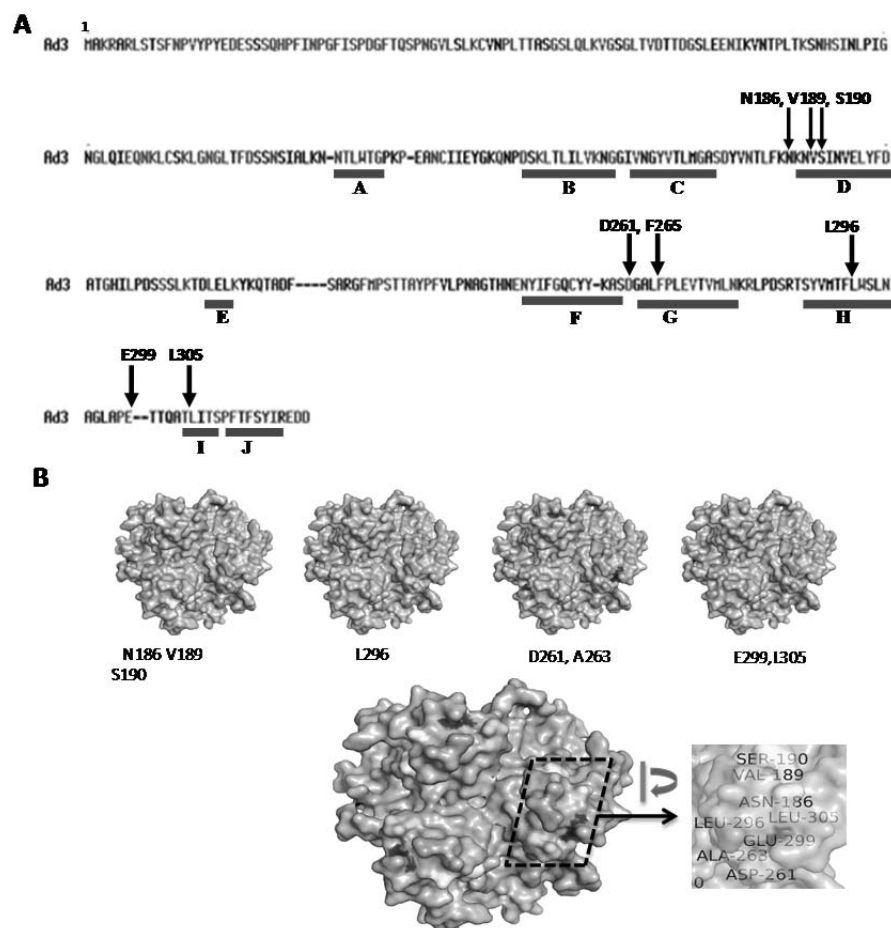 A
1
Ad3 MAKRARLSTSFNPVYPYEDESSSQHPFINPGFISPDGFTQSPNGVLSLKCVNPLTTASGSLQLKVGSGLTVDTTDGSLEENIKVNTPLTKSNHSINLPIG
N186, V189, S190
Ad3 NGLQIEQNKLCSKLGNGLTFDSSNSIALKN-NTLWTGPKP-EANCIIEYGKQNPDSKLTLILVKNGGIVNGYVTLMGASDYVNTLFKNKNVSINVELYFD
A B C D
D261, F265 L296
Ad3 ATGHILPDSSSLKTDLELKYKQTADF----SARGFMPSTTAYPFVLPNAGTHNENYIFGQCYY-KASDGALFPLEVTVMLNKRLPDSRTSYVMTFLWSLN
E F G H
E299 L305
Ad3 AGLAPE--TTQATLITSPFTFSYIREDD
I J
B
N186 V189 L296 D261, A263 E299,L305
S190
SER-190
VAL 189
ASN-186
LEU-296 LEU-305
GLU-299
ALA-263
ASP-261
0